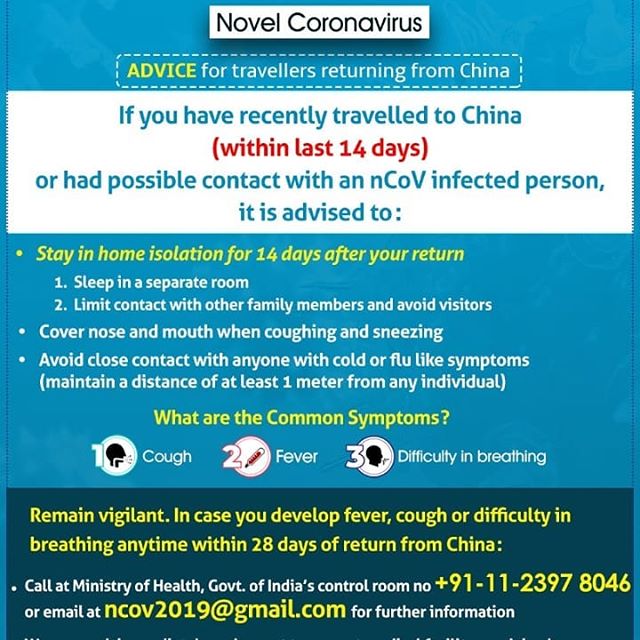 Novel Coronavirus
ADVICE for travellers returning from China
If you have recently travelled to China
(within last 14 days)
or had possible contact with an nCoV infected person,
it is advised to:
• Stay in home isolation for 14 days after your return
1. Sleep in a separate room
2. Limit contact with other family members and avoid visitors
• Cover nose and mouth when coughing and sneezing
• Avoid close contact with anyone with cold or flu like symptoms
(maintain a distance of at least 1 meter from any individual)
What are the Common Symptoms?
1 Cough 2 Fever 3 Difficulty in breathing
Remain vigilant. In case you develop fever, cough or difficulty in
breathing anytime within 28 days of return from China:
• Call at Ministry of Health, Govt. of India's control room no +91-11-2397 8046
or email at ncov2019@gmail.com for further information